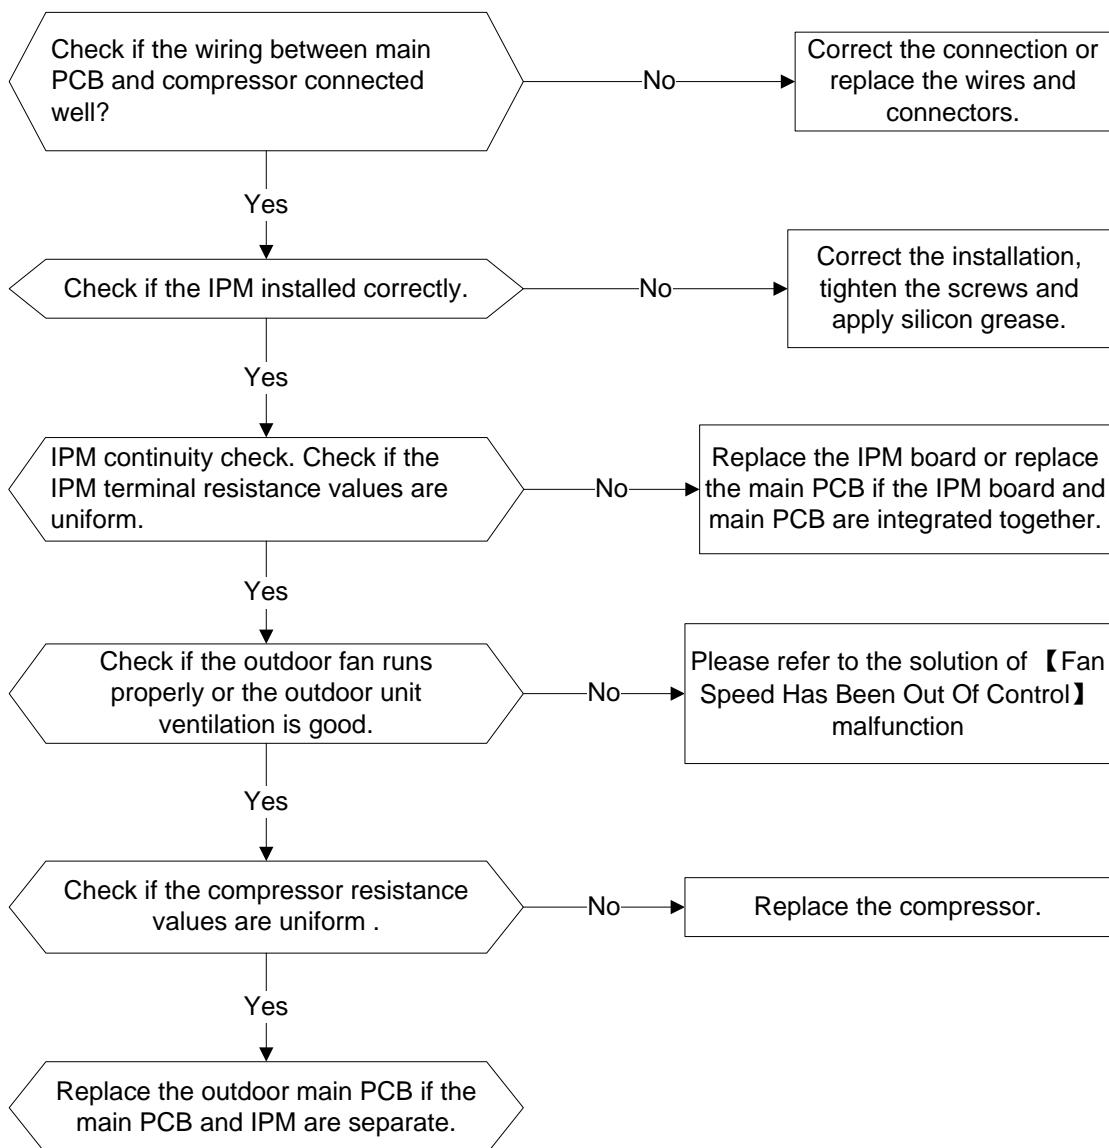 Check if the wiring between main
PCB and compressor connected
well?
No
Correct the connection or
replace the wires and
connectors.
Yes
Check if the IPM installed correctly.
No
Correct the installation,
tighten the screws and
apply silicon grease.
Yes
IPM continuity check. Check if the
IPM terminal resistance values are
uniform.
No
Replace the IPM board or replace
the main PCB if the IPM board and
main PCB are integrated together.
Yes
Check if the outdoor fan runs
properly or the outdoor unit
ventilation is good.
No
Please refer to the solution of 【Fan
Speed Has Been Out Of Control】
malfunction
Yes
Check if the compressor resistance
values are uniform .
No
Replace the compressor.
Yes
Replace the outdoor main PCB if the
main PCB and IPM are separate.